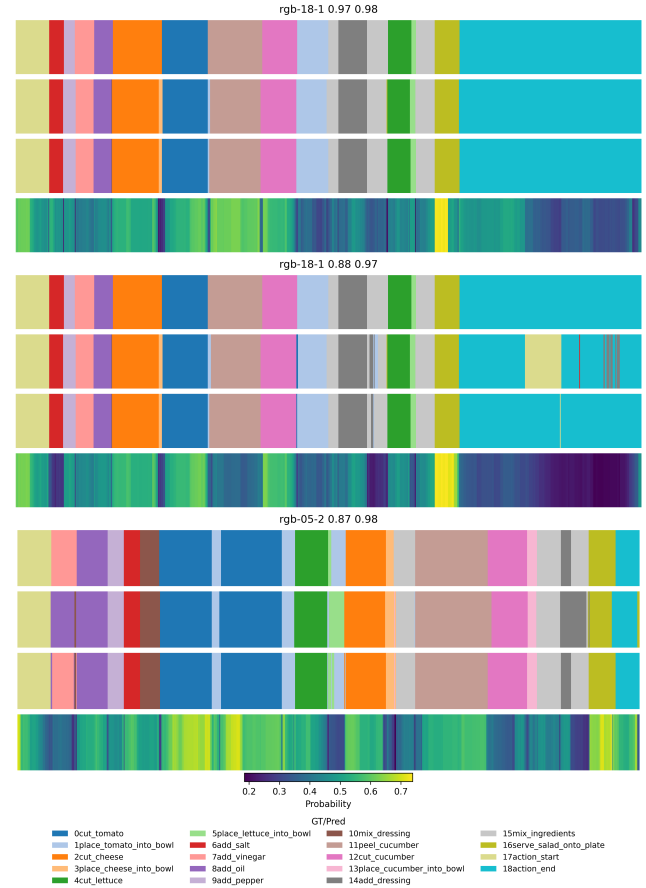 rgb-18-1 0.97 0.98
rgb-18-1 0.88 0.97
rgb-05-2 0.87 0.98
0.2 0.3 0.4 0.5 0.6 0.7
Probability
GT/Pred
0cut_tomato 5place_lettuce_into_bowl 10mix_dressing 15mix_ingredients
1place_tomato_into_bowl 6add_salt 11peel_cucumber 16serve_salad_onto_plate
2cut_cheese 7add_vinegar 12cut_cucumber 17action_start
3place_cheese_into_bowl 8add_oil 13place_cucumber_into_bowl 18action_end
4cut_lettuce 9add_pepper 14add_dressing